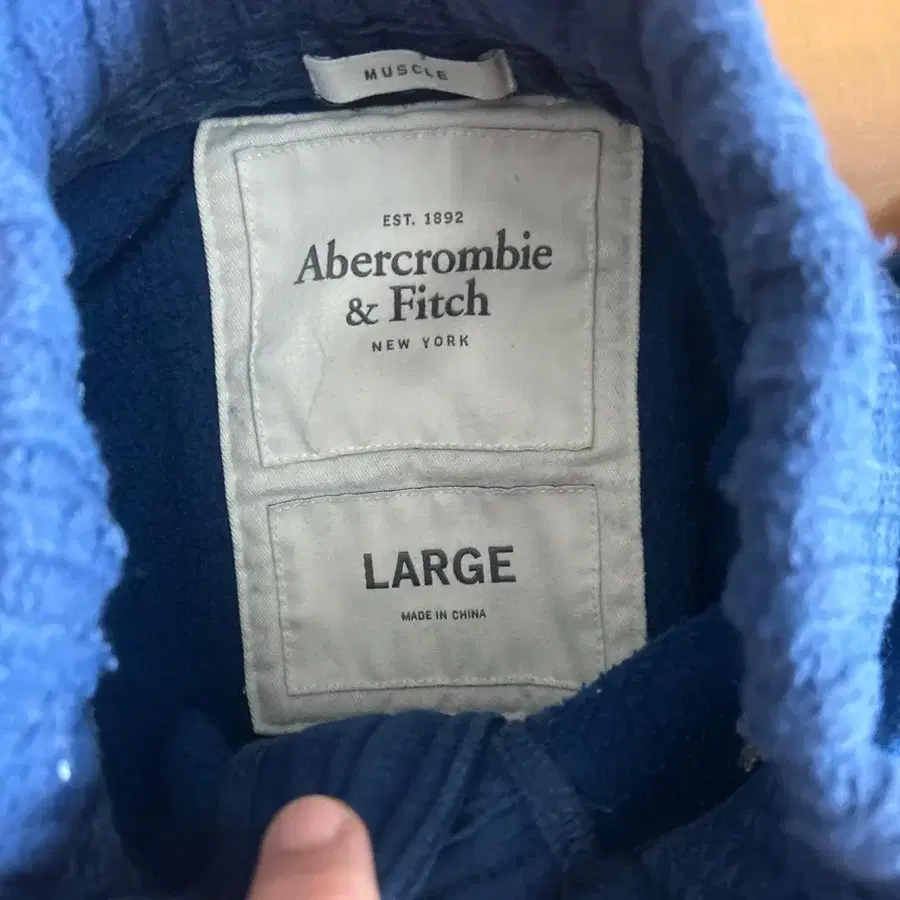 MUSCLE
EST. 1892
Abercrombie
& Fitch
NEW YORK
LARGE
MADE IN CHINA